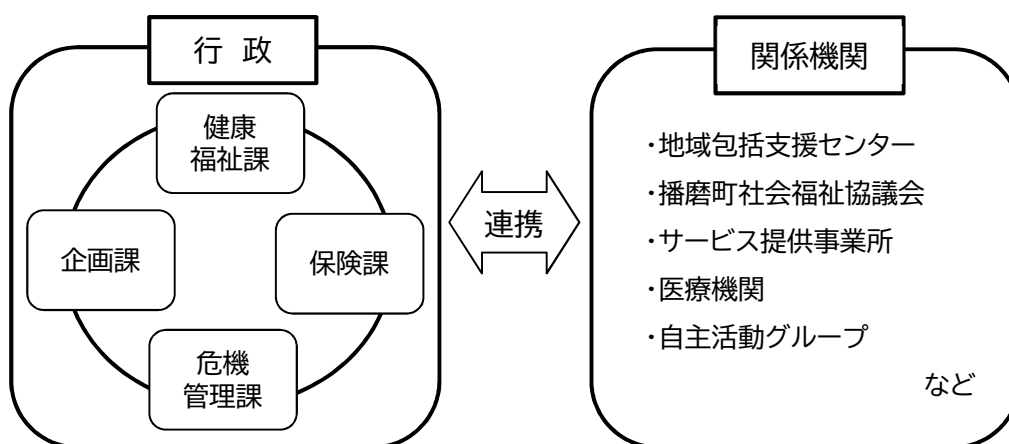 行 政
健康
福祉課
企画課
保険課
危機
管理課
連携
関係機関
・地域包括支援センター
・播磨町社会福祉協議会
・サービス提供事業所
・医療機関
・自主活動グループ
など